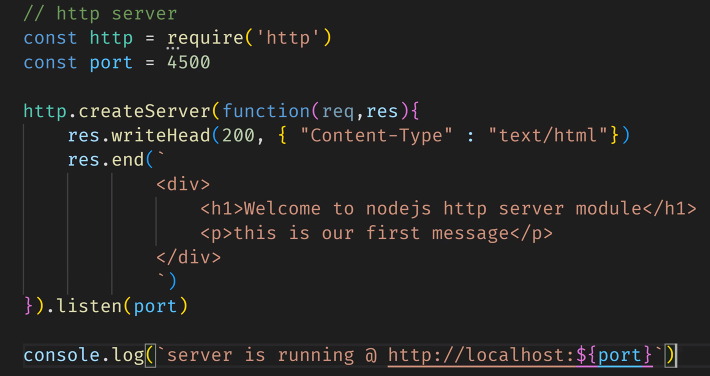 // http server
const http = require('http')
const port = 4500
http.createServer(function(req,res){
res.writeHead(200, { "Content-Type" : "text/html"})
res.end(`
<div>
<h1>Welcome to nodejs http server module</h1>
<p>this is our first message</p>
</div>
`)
}).listen(port)
console.log(`server is running @ http://localhost:${port}`)